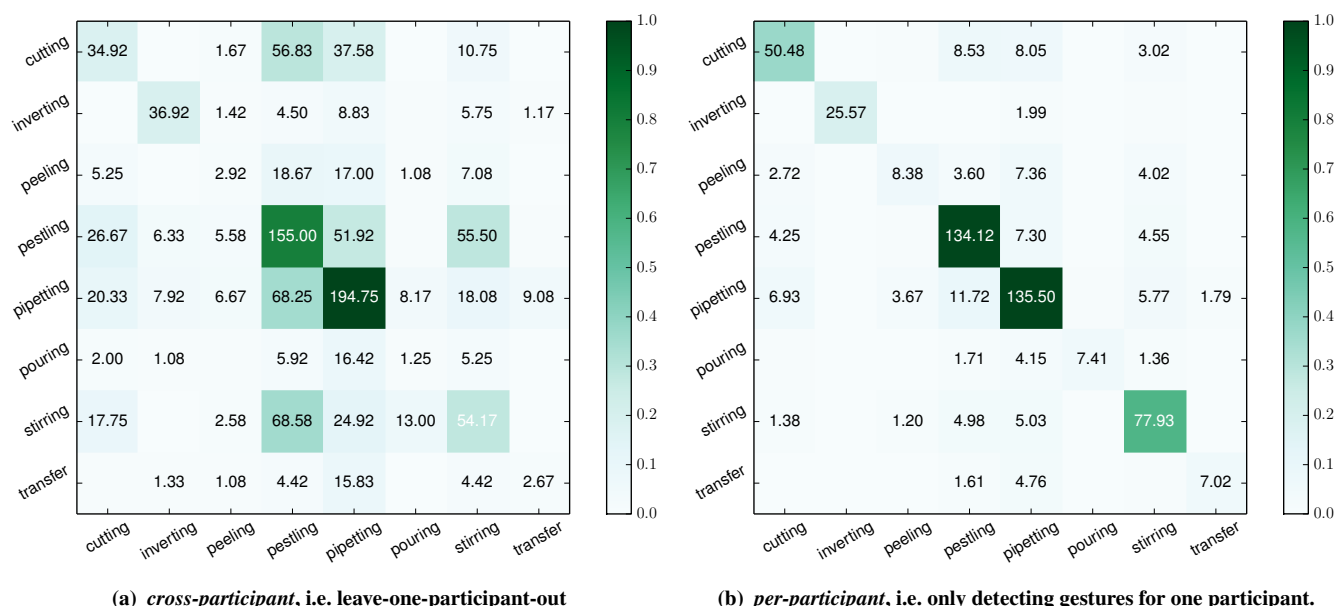 cutting 34.92 1.67 56.83 37.58 10.75
inverting 36.92 1.42 4.50 8.83 5.75 1.17
peeling 5.25 2.92 18.67 17.00 1.08 7.08
pestling 26.67 6.33 5.58 155.00 51.92 55.50
pipetting 20.33 7.92 6.67 68.25 194.75 8.17 18.08 9.08
pouring 2.00 1.08 5.92 16.42 1.25 5.25
stirring 17.75 2.58 68.58 24.92 13.00 54.17
transfer 1.33 1.08 4.42 15.83 4.42 2.67
cutting inverting peeling pestling pipetting pouring stirring transfer
1.0
0.9
0.8
0.7
0.6
0.5
0.4
0.3
0.2
0.1
0.0
(a) cross-participant, i.e. leave-one-participant-out
cutting 50.48 8.53 8.05 3.02
inverting 25.57 1.99
peeling 2.72 8.38 3.60 7.36 4.02
pestling 4.25 134.12 7.30 4.55
pipetting 6.93 3.67 11.72 135.50 5.77 1.79
pouring 1.71 4.15 7.41 1.36
stirring 1.38 1.20 4.98 5.03 77.93
transfer 1.61 4.76 7.02
cutting inverting peeling pestling pipetting pouring stirring transfer
1.0
0.9
0.8
0.7
0.6
0.5
0.4
0.3
0.2
0.1
0.0
(b) per-participant, i.e. only detecting gestures for one participant.